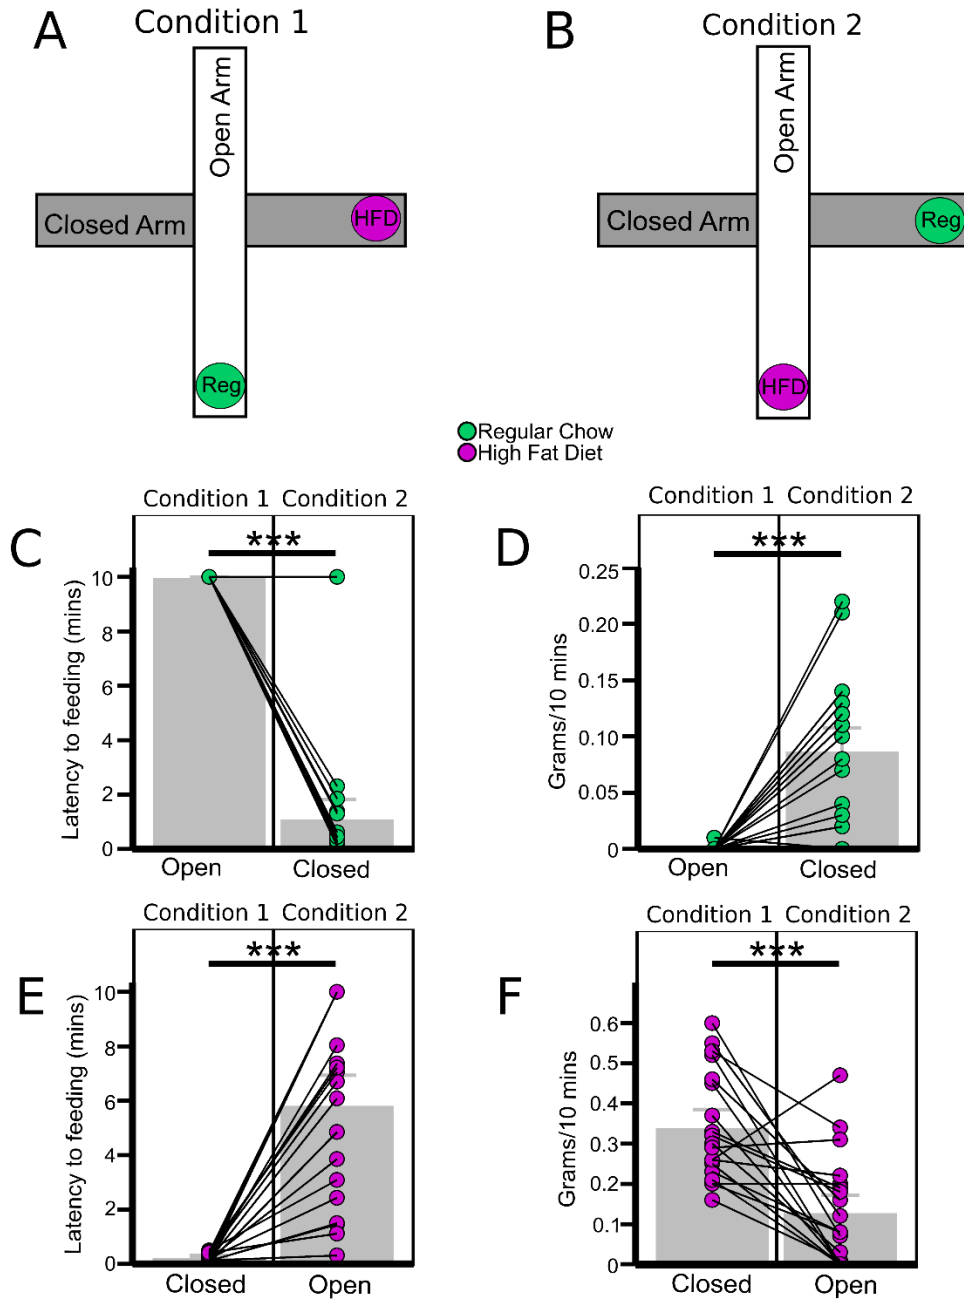 A
Condition 1
B
Condition 2
Open Arm
Open Arm
Closed Arm
HFD
Closed Arm
Reg
Reg
HFD
Regular Chow
High Fat Diet
C
Condition 1
Condition 2
***
Latency to feeding (mins)
10
8
6
4
2
0
Open
Closed
D
Condition 1
Condition 2
***
Grams/10 mins
0.25
0.20
0.15
0.10
0.05
0
Open
Closed
E
Condition 1
Condition 2
***
Latency to feeding (mins)
10
8
6
4
2
0
Closed
Open
F
Condition 1
Condition 2
***
Grams/10 mins
0.6
0.5
0.4
0.3
0.2
0.1
0
Closed
Open